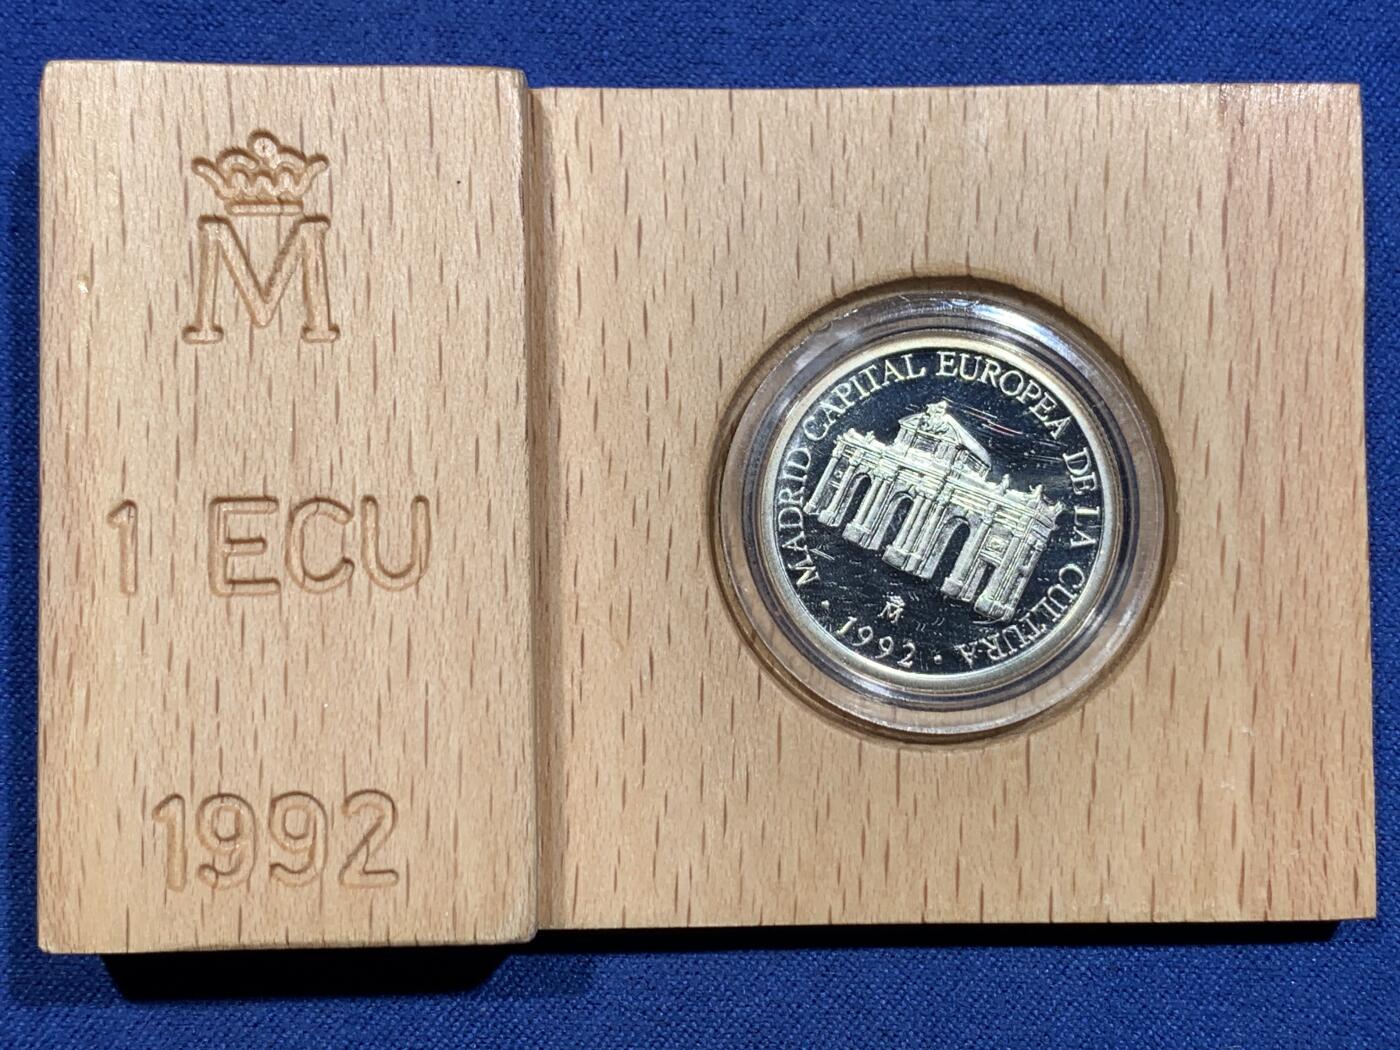 M
1 ECU
1992
MADRID CAPITAL EUROPEA DE LA CULTURA
M
· 1992 ·